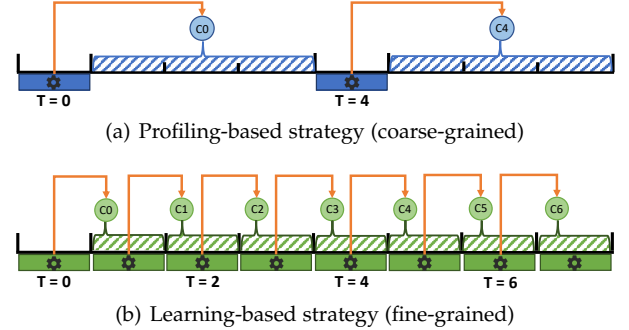 C0 C4
T = 0 T = 4
(a) Profiling-based strategy (coarse-grained)
C0 C1 C2 C3 C4 C5 C6
T = 0 T = 2 T = 4 T = 6
(b) Learning-based strategy (fine-grained)